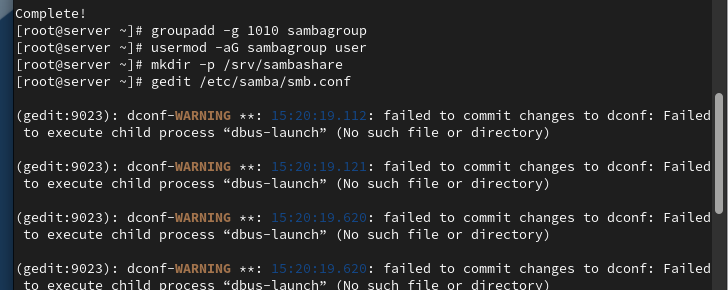 Complete!
[root@server ~]# groupadd -g 1010 sambagroup
[root@server ~]# usermod -aG sambagroup user
[root@server ~]# mkdir -p /srv/sambashare
[root@server ~]# gedit /etc/samba/smb.conf
(gedit:9023): dconf-WARNING **: 15:20:19.112: failed to commit changes to dconf: Failed
to execute child process “dbus-launch” (No such file or directory)
(gedit:9023): dconf-WARNING **: 15:20:19.121: failed to commit changes to dconf: Failed
to execute child process “dbus-launch” (No such file or directory)
(gedit:9023): dconf-WARNING **: 15:20:19.620: failed to commit changes to dconf: Failed
to execute child process “dbus-launch” (No such file or directory)
(gedit:9023): dconf-WARNING **: 15:20:19.620: failed to commit changes to dconf: Failed
to execute child process “dbus-launch” (No such file or directory)